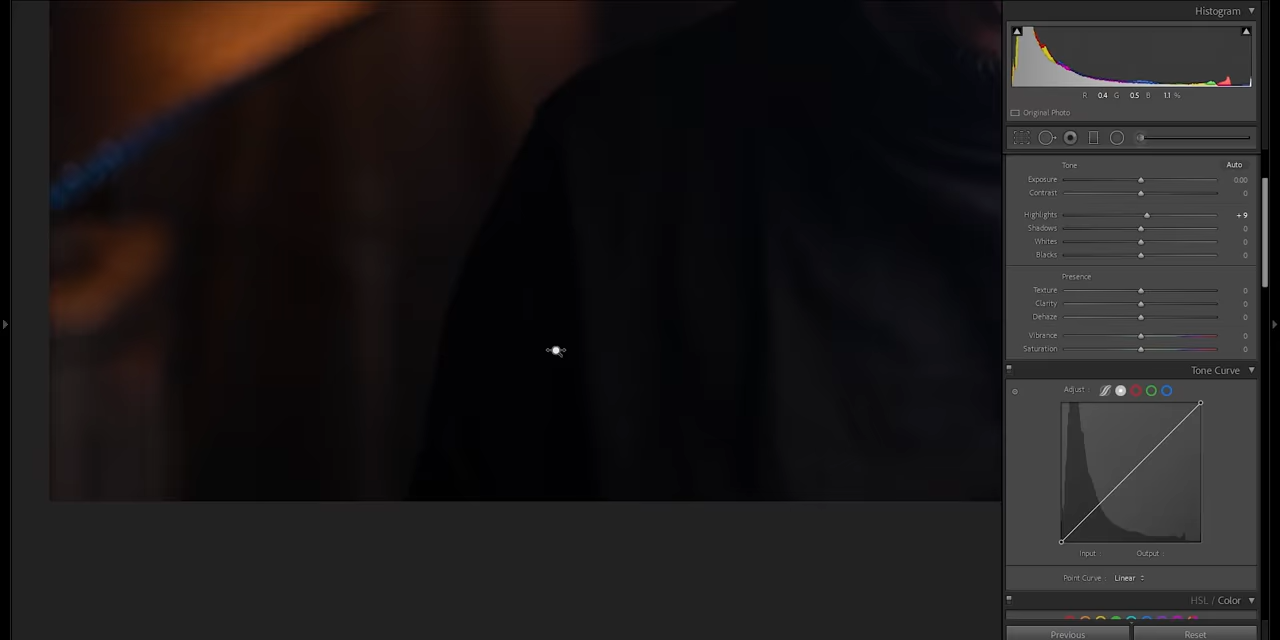 Histogram
R 0.4 G 0.5 B 1.1 %
Original Photo
Tone Auto
Exposure 0.00
Contrast 0
Highlights + 9
Shadows 0
Whites 0
Blacks 0
Presence
Texture 0
Clarity 0
Dehaze 0
Vibrance 0
Saturation 0
Tone Curve
Adjust :
Input : Output :
Point Curve : Linear
HSL / Color
Previous Reset